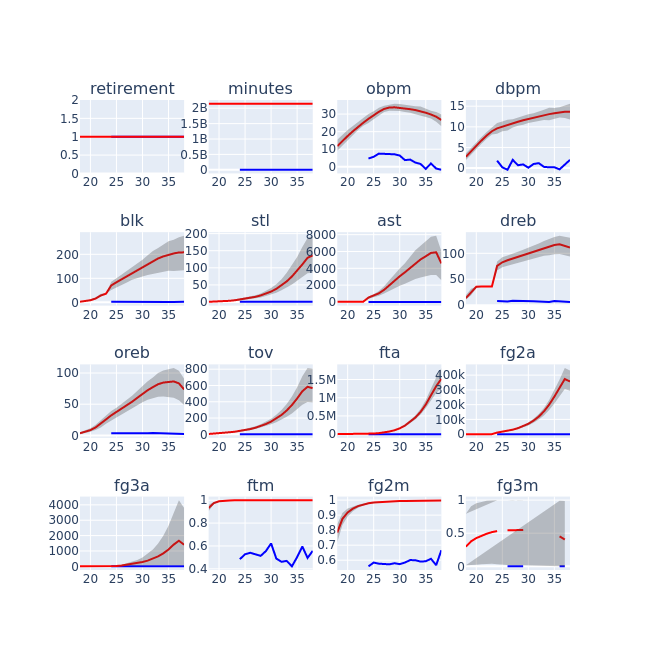 retirement minutes obpm dbpm
2
1.5
1
0.5
0
20 25 30 35
2B
1.5B
1B
0.5B
0
20 25 30 35
30
20
10
0
20 25 30 35
15
10
5
0
20 25 30 35
blk stl ast dreb
200
100
0
20 25 30 35
200
150
100
50
0
20 25 30 35
8000
6000
4000
2000
0
20 25 30 35
100
50
0
20 25 30 35
oreb tov fta fg2a
100
50
0
20 25 30 35
800
600
400
200
0
20 25 30 35
1.5M
1M
0.5M
0
20 25 30 35
400k
300k
200k
100k
0
20 25 30 35
fg3a ftm fg2m fg3m
4000
3000
2000
1000
0
20 25 30 35
1
0.8
0.6
0.4
20 25 30 35
1
0.9
0.8
0.7
0.6
20 25 30 35
1
0.5
0
20 25 30 35